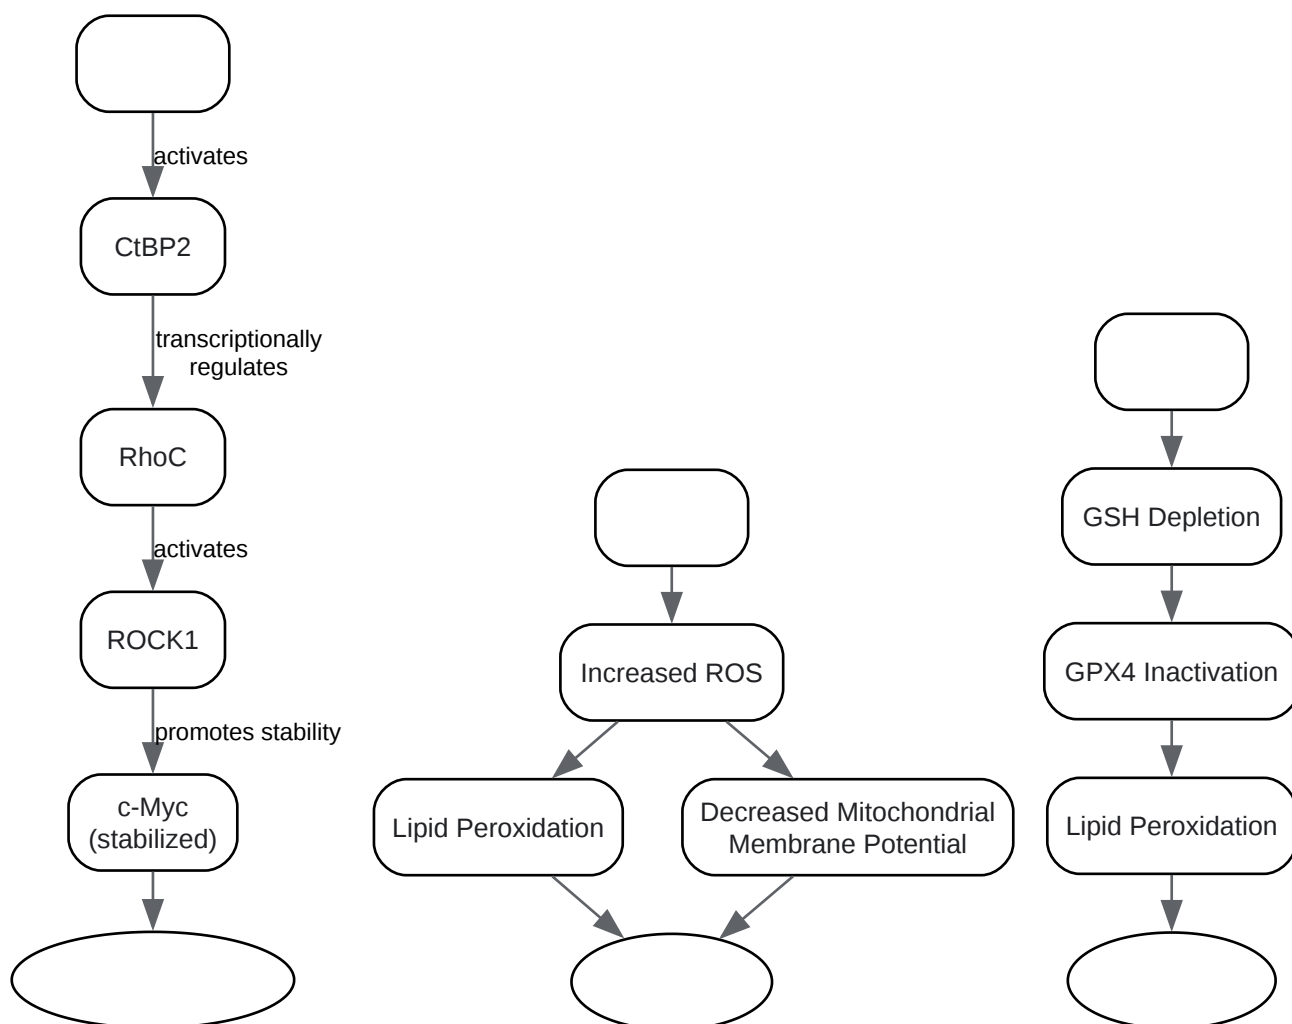 activates
CtBP2
transcriptionally
regulates
RhoC
activates
ROCK1
promotes stability
c-Myc
(stabilized)
Increased ROS
Lipid Peroxidation
Decreased Mitochondrial
Membrane Potential
GSH Depletion
GPX4 Inactivation
Lipid Peroxidation